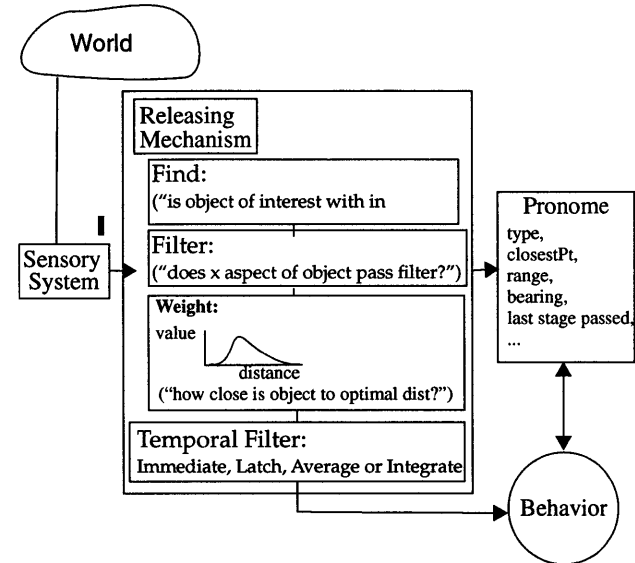 World
Releasing
Mechanism
Find:
("is object of interest with in
Sensory
System
Filter:
("does x aspect of object pass filter?")
Weight:
value
distance
("how close is object to optimal dist?")
Temporal Filter:
Immediate, Latch, Average or Integrate
Pronome
type,
closestPt,
range,
bearing,
last stage passed,
...
Behavior